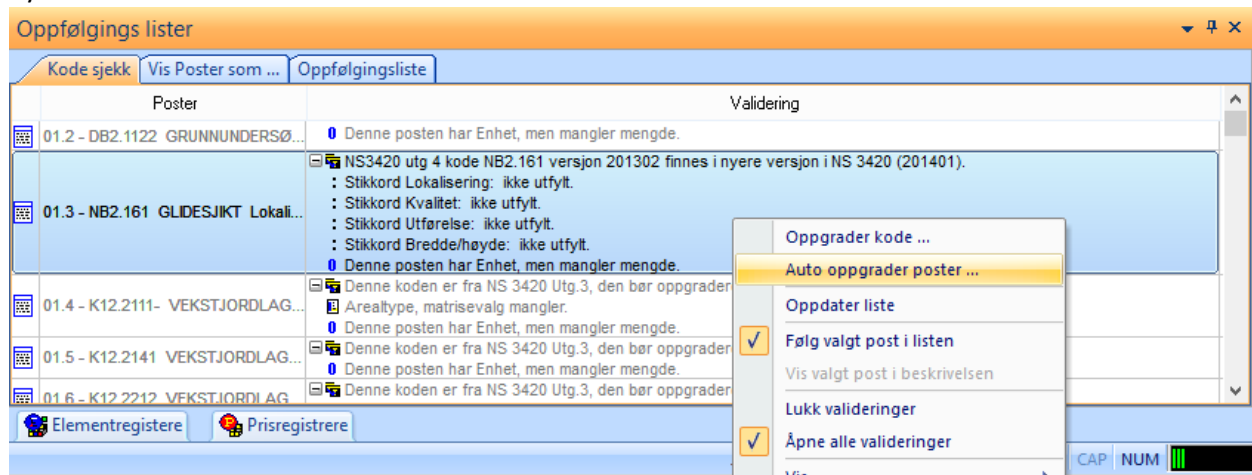 Oppfølgings lister
Kode sjekk Vis Poster som ... Oppfølgingsliste
Poster Validering
01.2 - DB2.1122 GRUNNUNDERSØ... 0 Denne posten har Enhet, men mangler mengde.
NS3420 utg 4 kode NB2.161 versjon 201302 finnes i nyere versjon i NS 3420 (201401).
: Stikkord Lokalisering: ikke utfylt.
: Stikkord Kvalitet: ikke utfylt.
01.3 - NB2.161 GLIDESJIKT Lokali...
: Stikkord Utførelse: ikke utfylt.
: Stikkord Bredde/høyde: ikke utfylt.
0 Denne posten har Enhet, men mangler mengde.
Denne koden er fra NS 3420 Utg.3, den bør oppgrader
01.4 - K12.2111- VEKSTJORDLAG... Arealtype, matrisevalg mangler.
0 Denne posten har Enhet, men mangler mengde.
Denne koden er fra NS 3420 Utg.3, den bør oppgrader
01.5 - K12.2141 VEKSTJORDLAG...
0 Denne posten har Enhet, men mangler mengde.
01.6 - K12.2212 VEKSTJORDLAG Denne koden er fra NS 3420 Utg.3, den bør oppgrader
Oppgrader kode ...
Auto oppgrader poster ...
Oppdater liste
Følg valgt post i listen
Vis valgt post i beskrivelsen
Lukk valideringer
Åpne alle valideringer
Elementregistere Prisregistrere
CAP NUM